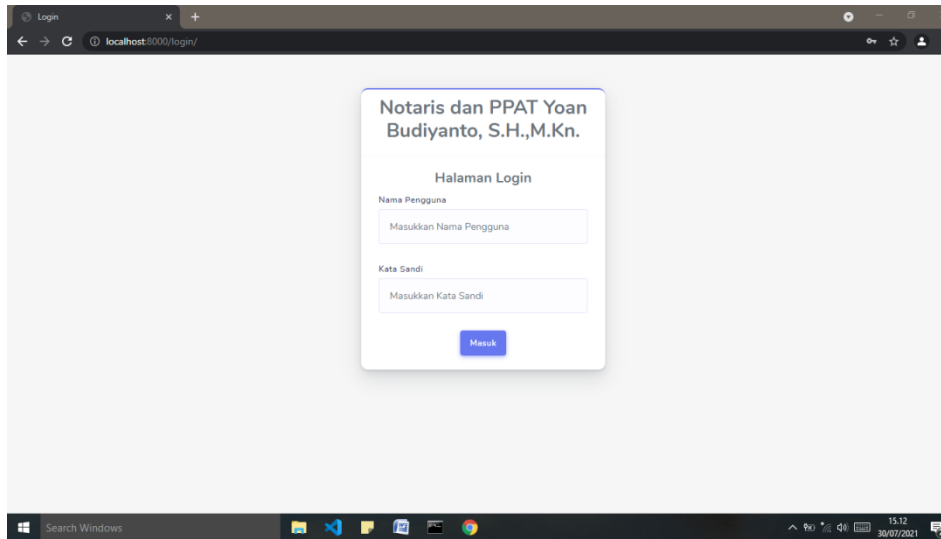 Login
localhost:8000/login/
Notaris dan PPAT Yoan
Budiyanto, S.H.,M.Kn.
Halaman Login
Nama Pengguna
Masukkan Nama Pengguna
Kata Sandi
Masukkan Kata Sandi
Masuk
Search Windows
15.12
30/07/2021